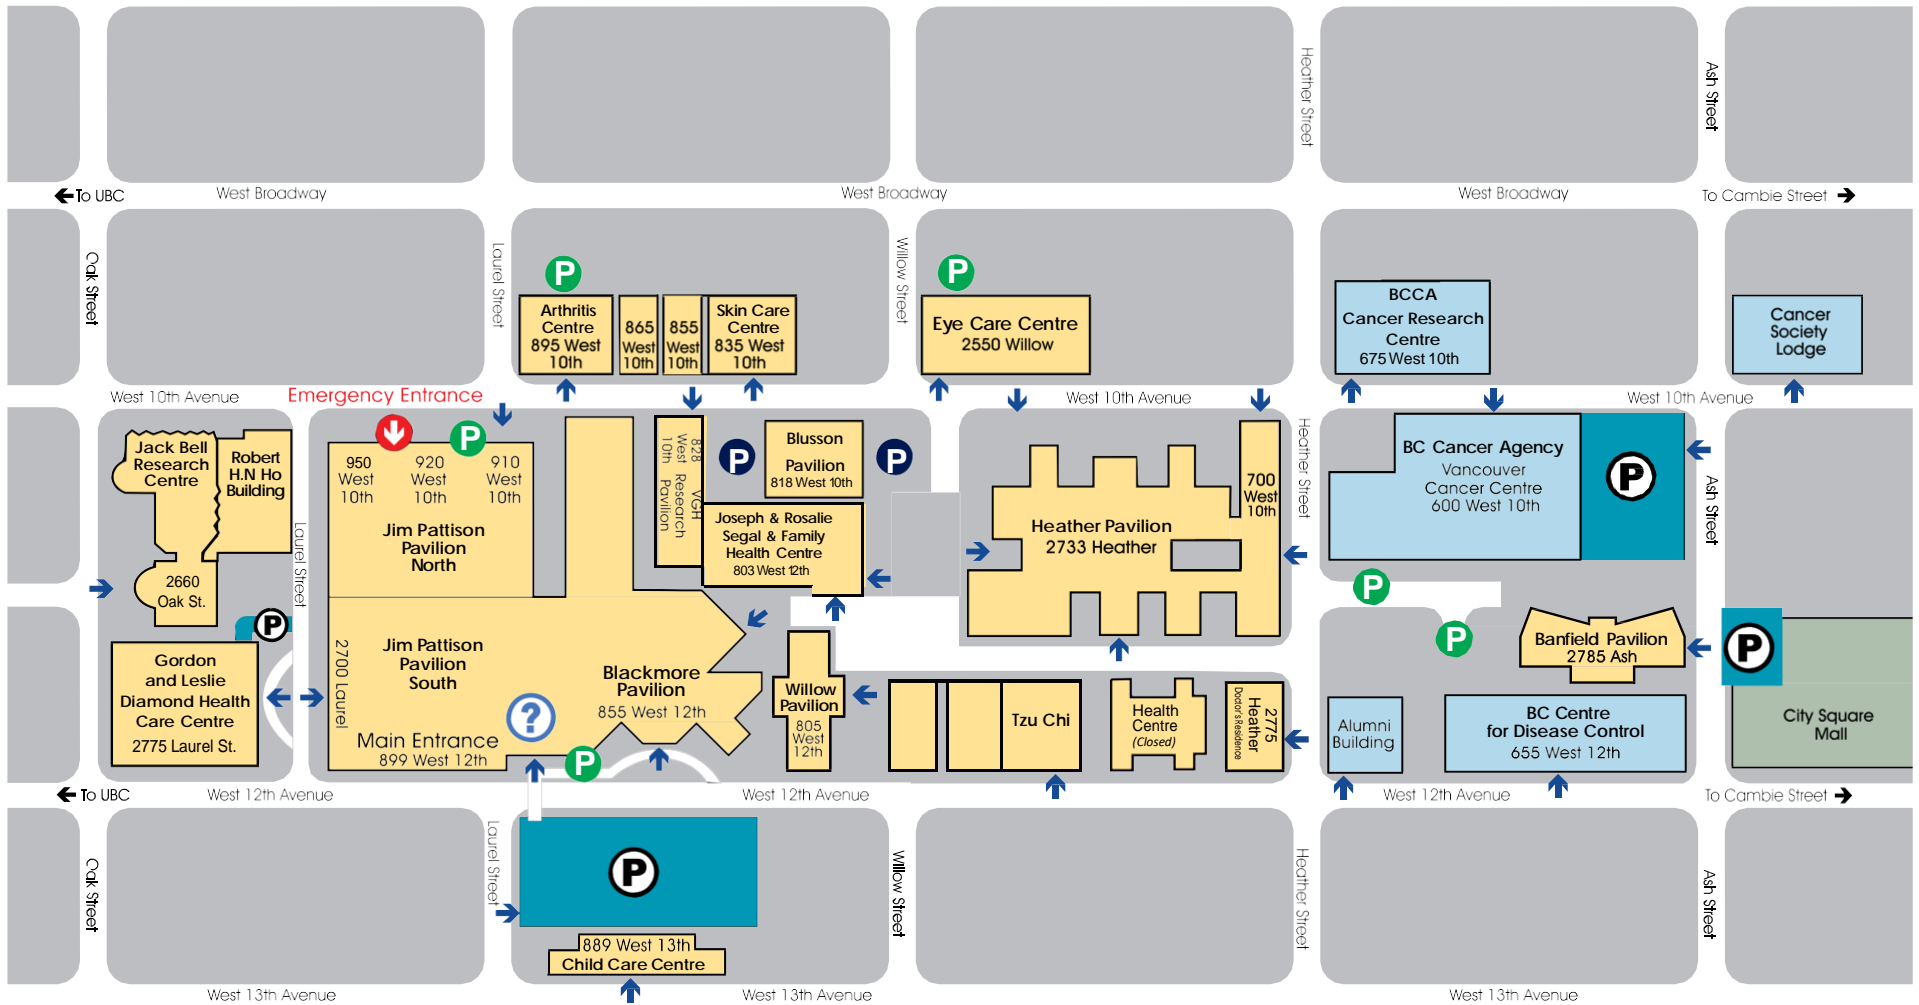 Heather Street
Ash Street
To UBC
West Broadway
West Broadway
West Broadway
To Cambie Street
Oak Street
Laurel Street
Willow Street
P
Arthritis
Centre
895 West
10th
865
West
10th
855
West
10th
Skin Care
Centre
835 West
10th
P
Eye Care Centre
2550 Willow
BCCA
Cancer Research
Centre
675 West 10th
Cancer
Society
Lodge
West 10th Avenue
Emergency Entrance
West 10th Avenue
West 10th Avenue
Jack Bell
Research
Centre
Robert
H.N Ho
Building
2660
Oak St.
P
Laurel Street
Gordon
and Leslie
Diamond Health
Care Centre
2775 Laurel St.
P
950
West
10th
920
West
10th
910
West
10th
Jim Pattison
Pavilion
North
2700 Laurel
Jim Pattison
Pavilion
South
Main Entrance
899 West 12th
?
P
Blackmore
Pavilion
855 West 12th
828
West
10th
VGH
Research
Pavilion
P
Blusson
Pavilion
818 West 10th
P
Joseph & Rosalie
Segal & Family
Health Centre
803 West 12th
Willow
Pavilion
805
West
12th
Heather Pavilion
2733 Heather
700
West
10th
Tzu Chi
Health
Centre
(Closed)
2775
Heather
Doctor's Residence
Heather Street
BC Cancer Agency
Vancouver
Cancer Centre
600 West 10th
P
Ash Street
P
P
Banfield Pavilion
2785 Ash
P
Alumni
Building
BC Centre
for Disease Control
655 West 12th
City Square
Mall
To UBC
West 12th Avenue
West 12th Avenue
West 12th Avenue
To Cambie Street
Oak Street
Laurel Street
P
Willow Street
Heather Street
Ash Street
889 West 13th
Child Care Centre
West 13th Avenue
West 13th Avenue
West 13th Avenue